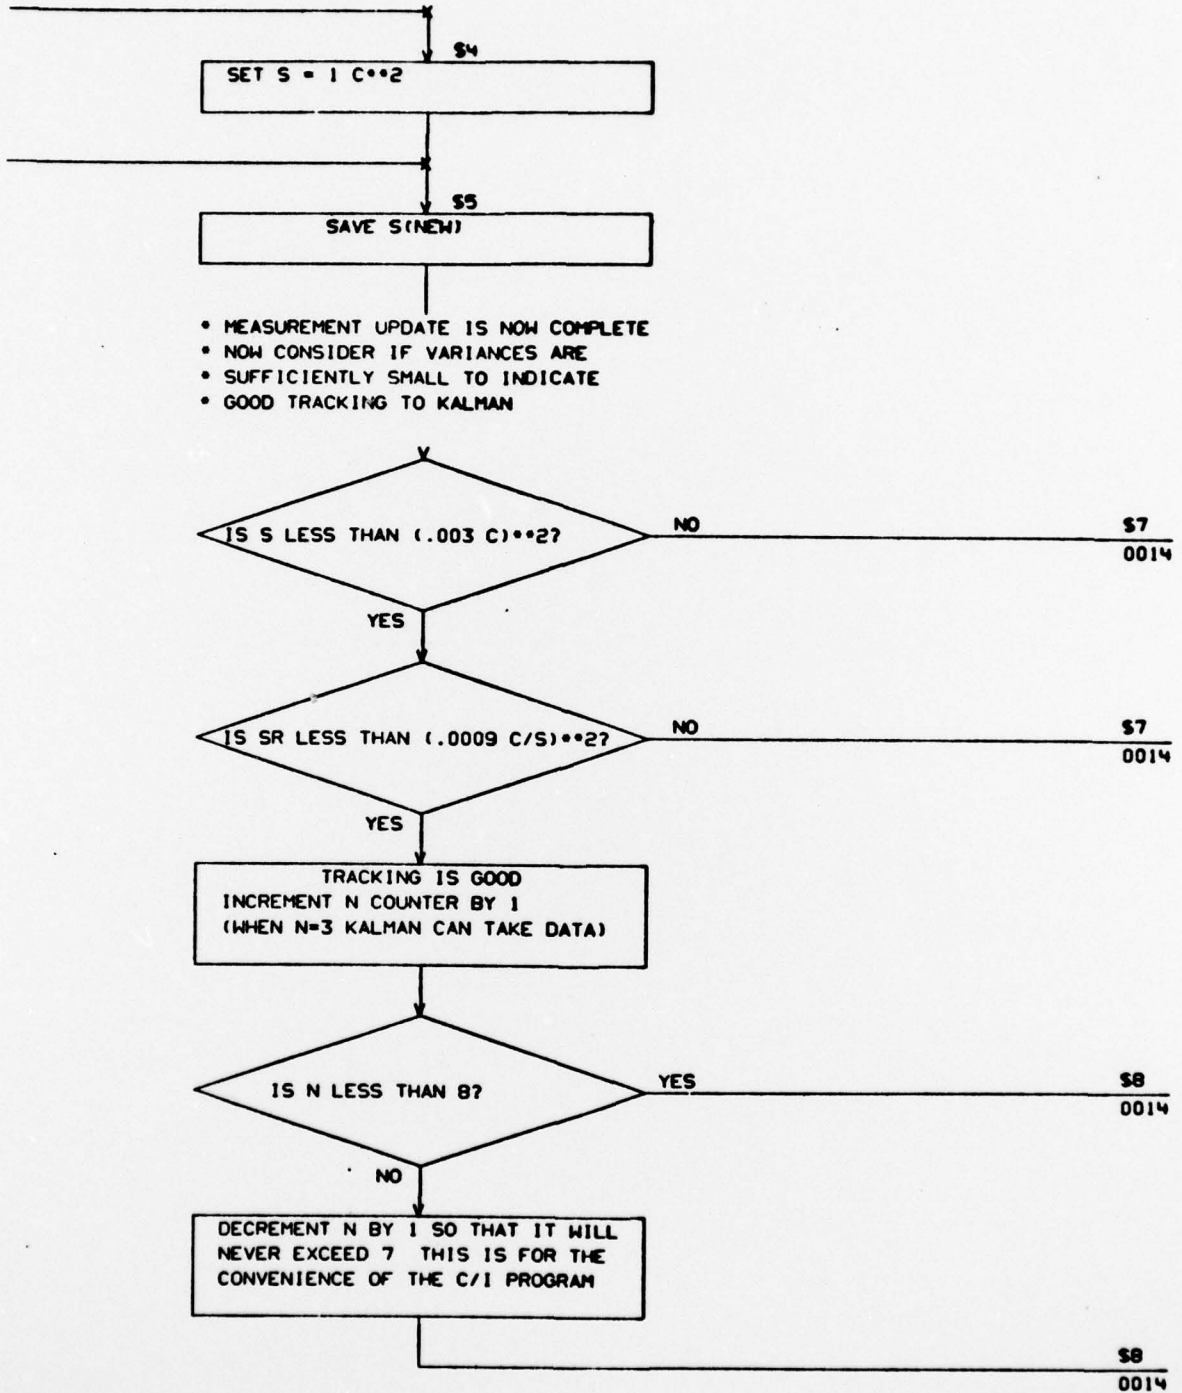 $4
SET S = 1 C**2
$5
SAVE S(NEW)
* MEASUREMENT UPDATE IS NOW COMPLETE
* NOW CONSIDER IF VARIANCES ARE
* SUFFICIENTLY SMALL TO INDICATE
* GOOD TRACKING TO KALMAN
IS S LESS THAN (.003 C)**2?
NO
$7
0014
YES
IS SR LESS THAN (.0009 C/S)**2?
NO
$7
0014
YES
TRACKING IS GOOD
INCREMENT N COUNTER BY 1
(WHEN N=3 KALMAN CAN TAKE DATA)
IS N LESS THAN 8?
YES
$8
0014
NO
DECREMENT N BY 1 SO THAT IT WILL
NEVER EXCEED 7 THIS IS FOR THE
CONVENIENCE OF THE C/I PROGRAM
$8
0014